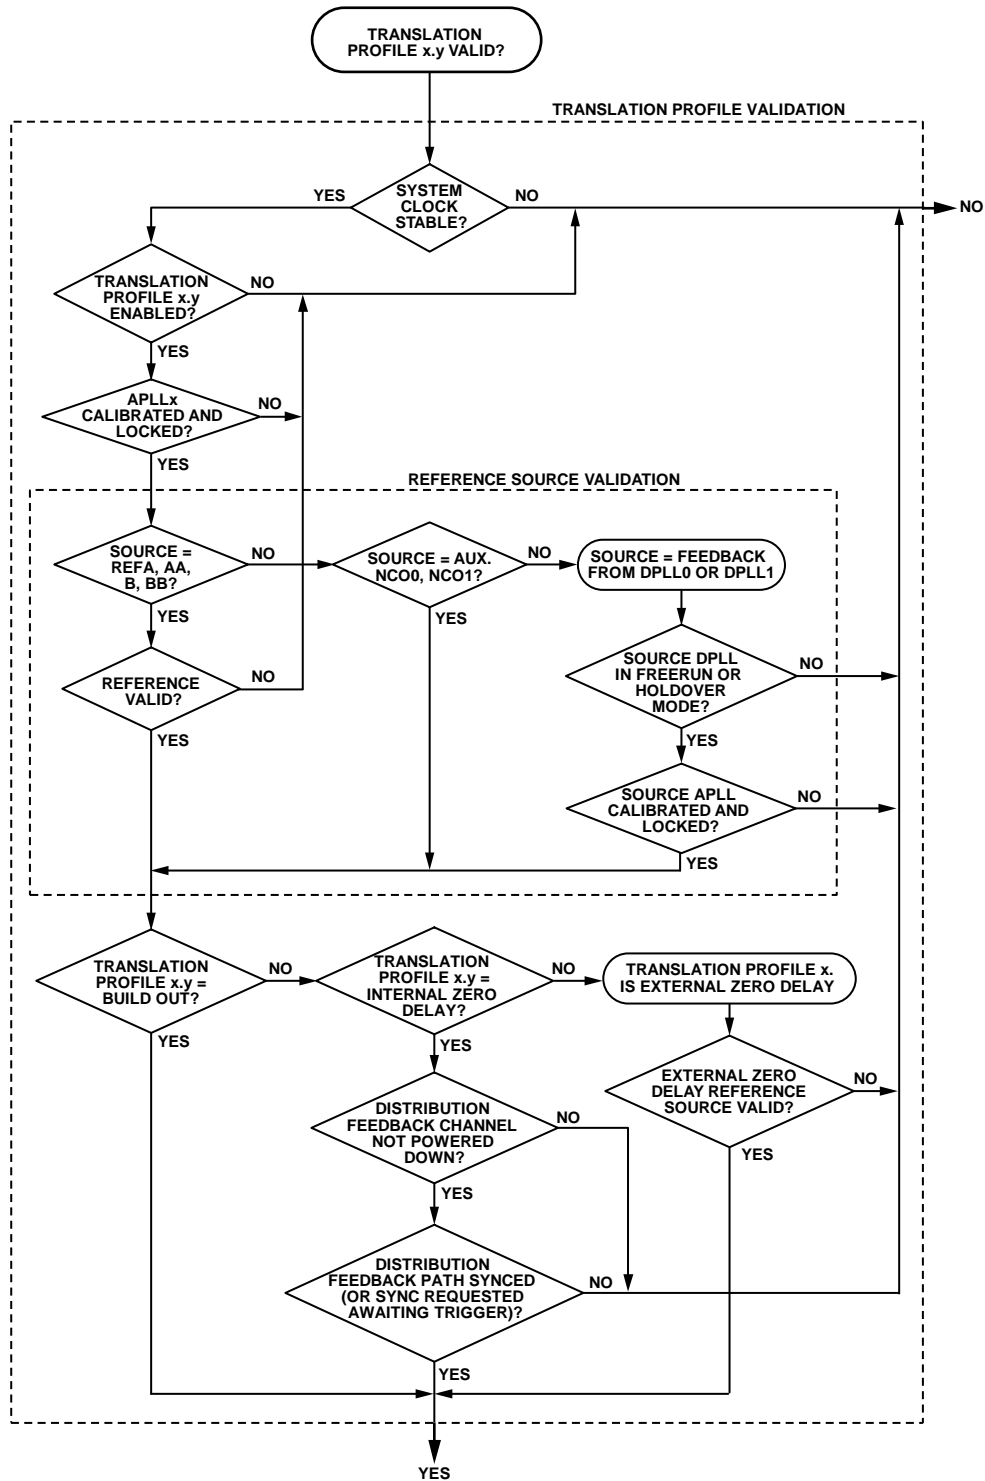 TRANSLATION
PROFILE x.y VALID?
TRANSLATION PROFILE VALIDATION
YES
SYSTEM
CLOCK
STABLE?
NO
NO
TRANSLATION
PROFILE x.y
ENABLED?
NO
YES
APLLx
CALIBRATED AND
LOCKED?
NO
YES
REFERENCE SOURCE VALIDATION
SOURCE =
REFA, AA,
B, BB?
NO
SOURCE = AUX.
NCO0, NCO1?
NO
SOURCE = FEEDBACK
FROM DPLL0 OR DPLL1
YES
YES
REFERENCE
VALID?
NO
YES
SOURCE DPLL
IN FREERUN OR
HOLDOVER
MODE?
NO
YES
SOURCE APLL
CALIBRATED AND
LOCKED?
NO
YES
TRANSLATION
PROFILE x.y =
BUILD OUT?
NO
YES
TRANSLATION
PROFILE x.y =
INTERNAL ZERO
DELAY?
NO
YES
TRANSLATION PROFILE x.
IS EXTERNAL ZERO DELAY
EXTERNAL ZERO
DELAY REFERENCE
SOURCE VALID?
NO
YES
DISTRIBUTION
FEEDBACK CHANNEL
NOT POWERED
DOWN?
NO
YES
DISTRIBUTION
FEEDBACK PATH SYNCED
(OR SYNC REQUESTED
AWAITING TRIGGER)?
NO
YES
YES